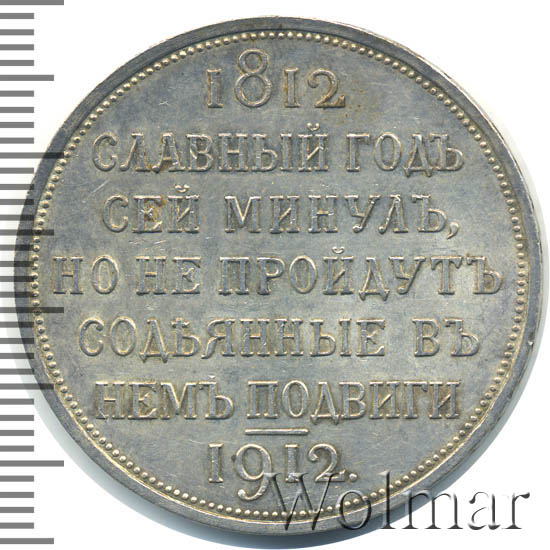 1812
СЛАВНЫЙ ГОДЪ
СЕЙ МИНУЛЪ,
НО НЕ ПРОЙДУТЪ
СОДѢЯННЫЕ ВЪ
НЕМЪ ПОДВИГИ
1912.
Wolmar